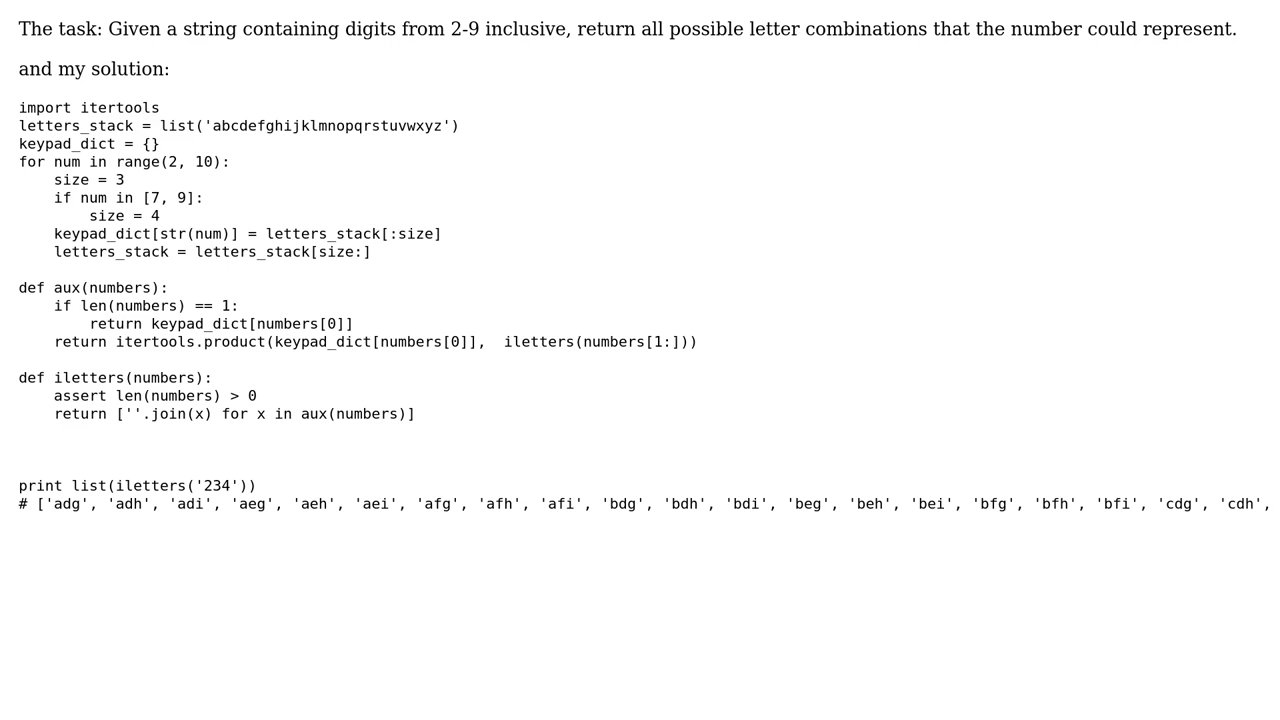 The task: Given a string containing digits from 2-9 inclusive, return all possible letter combinations that the number could represent.
and my solution:
import itertools
letters_stack = list('abcdefghijklmnopqrstuvwxyz')
keypad_dict = {}
for num in range(2, 10):
    size = 3
    if num in [7, 9]:
        size = 4
    keypad_dict[str(num)] = letters_stack[:size]
    letters_stack = letters_stack[size:]
def aux(numbers):
    if len(numbers) == 1:
        return keypad_dict[numbers[0]]
    return itertools.product(keypad_dict[numbers[0]],  iletters(numbers[1:]))
def iletters(numbers):
    assert len(numbers) > 0
    return [''.join(x) for x in aux(numbers)]
print list(iletters('234'))
# ['adg', 'adh', 'adi', 'aeg', 'aeh', 'aei', 'afg', 'afh', 'afi', 'bdg', 'bdh', 'bdi', 'beg', 'beh', 'bei', 'bfg', 'bfh', 'bfi', 'cdg', 'cdh',